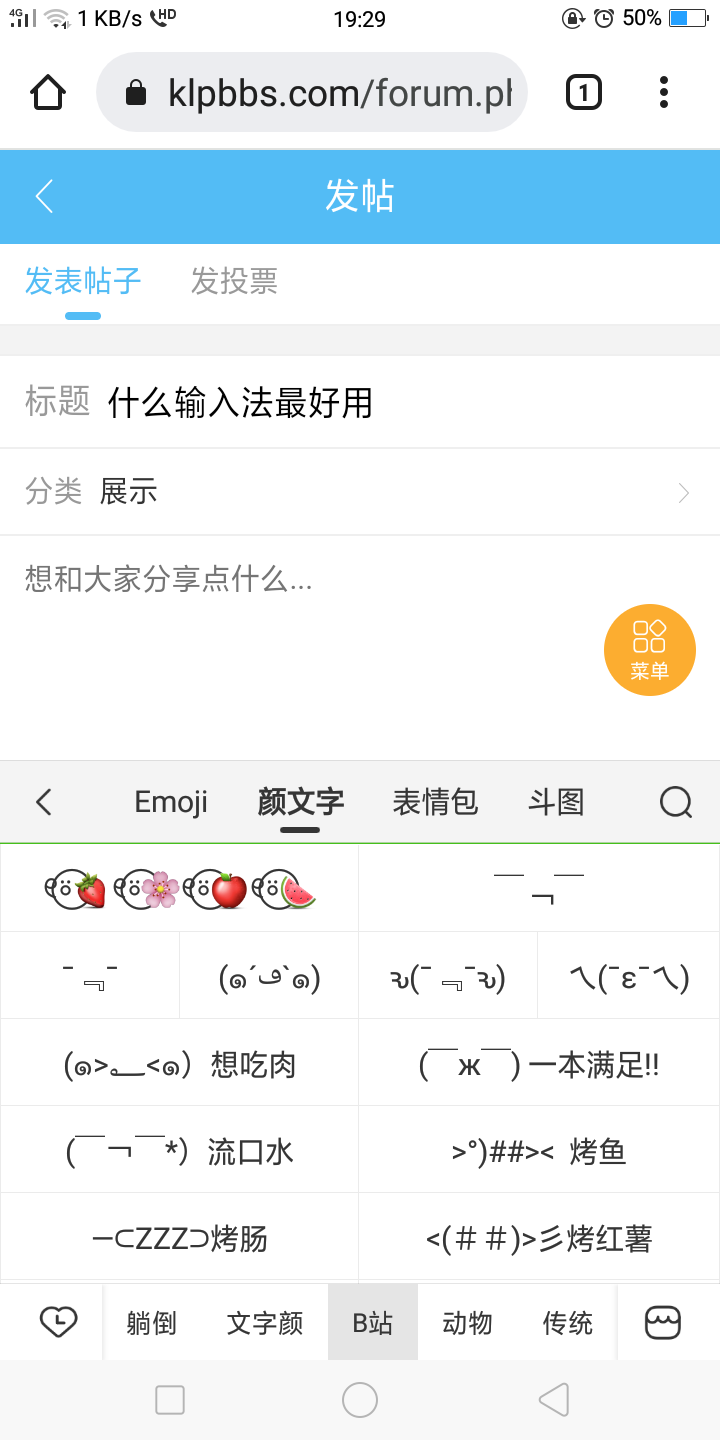 4G 1 KB/s HD 19:29 50%
klpbbs.com/forum.ph
1
发帖
发表帖子 发投票
标题 什么输入法最好用
分类 展示
想和大家分享点什么...
菜单
Emoji 颜文字 表情包 斗图
🍓 🌸 🍎 🍉 ￣﹁￣
ˉ﹃ˉ (๑´ڡ`๑) ԅ(ˉ﹃ˉԅ) ㄟ(ˉεˉㄟ)
(๑>؂<๑）想吃肉 (￣ж￣) 一本满足!!
(￣￢￣*）流口水 >°)##>< 烤鱼
─⊂ZZZ⊃烤肠 <(＃＃)>彡烤红薯
躺倒 文字颜 B站 动物 传统